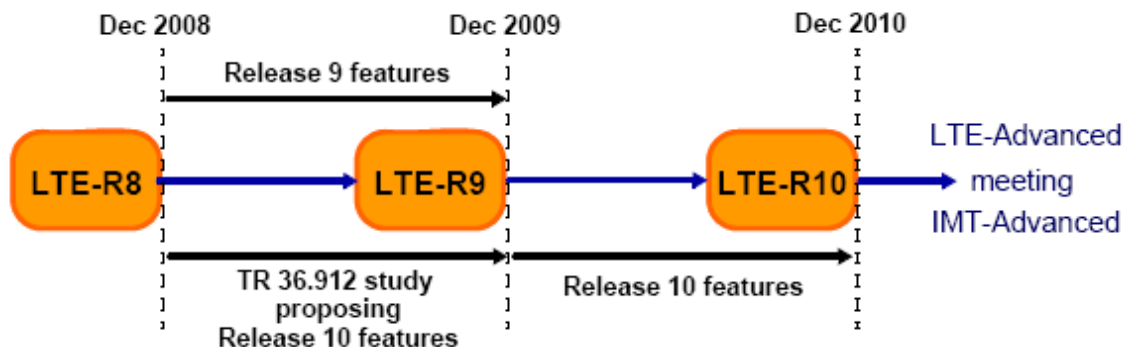 Dec 2008
Dec 2009
Dec 2010
Release 9 features
LTE-R8
LTE-R9
LTE-R10
LTE-Advanced
meeting
IMT-Advanced
TR 36.912 study
proposing
Release 10 features
Release 10 features